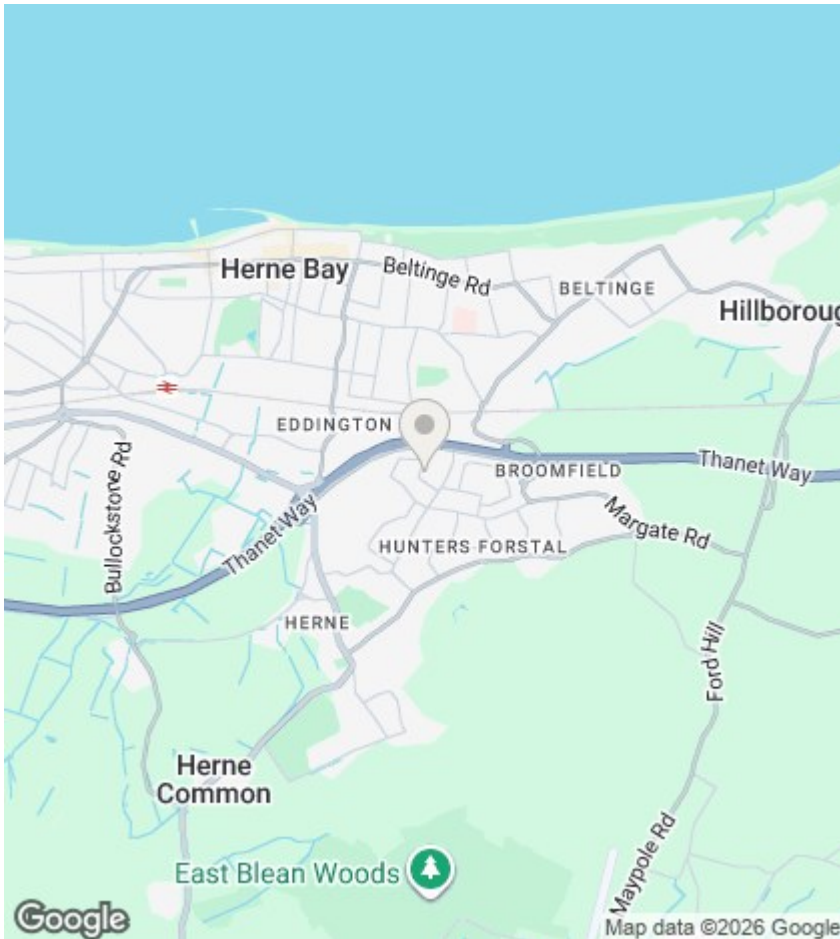 Herne Bay
Beltinge Rd
BELTINGE
Hillboroug
EDDINGTON
BROOMFIELD
Thanet Way
Bullockstone Rd
Thanet Way
HUNTERS FORSTAL
Margate Rd
HERNE
Ford Hill
Herne
Common
East Blean Woods
Maypole Rd
Google
Map data ©2026 Google